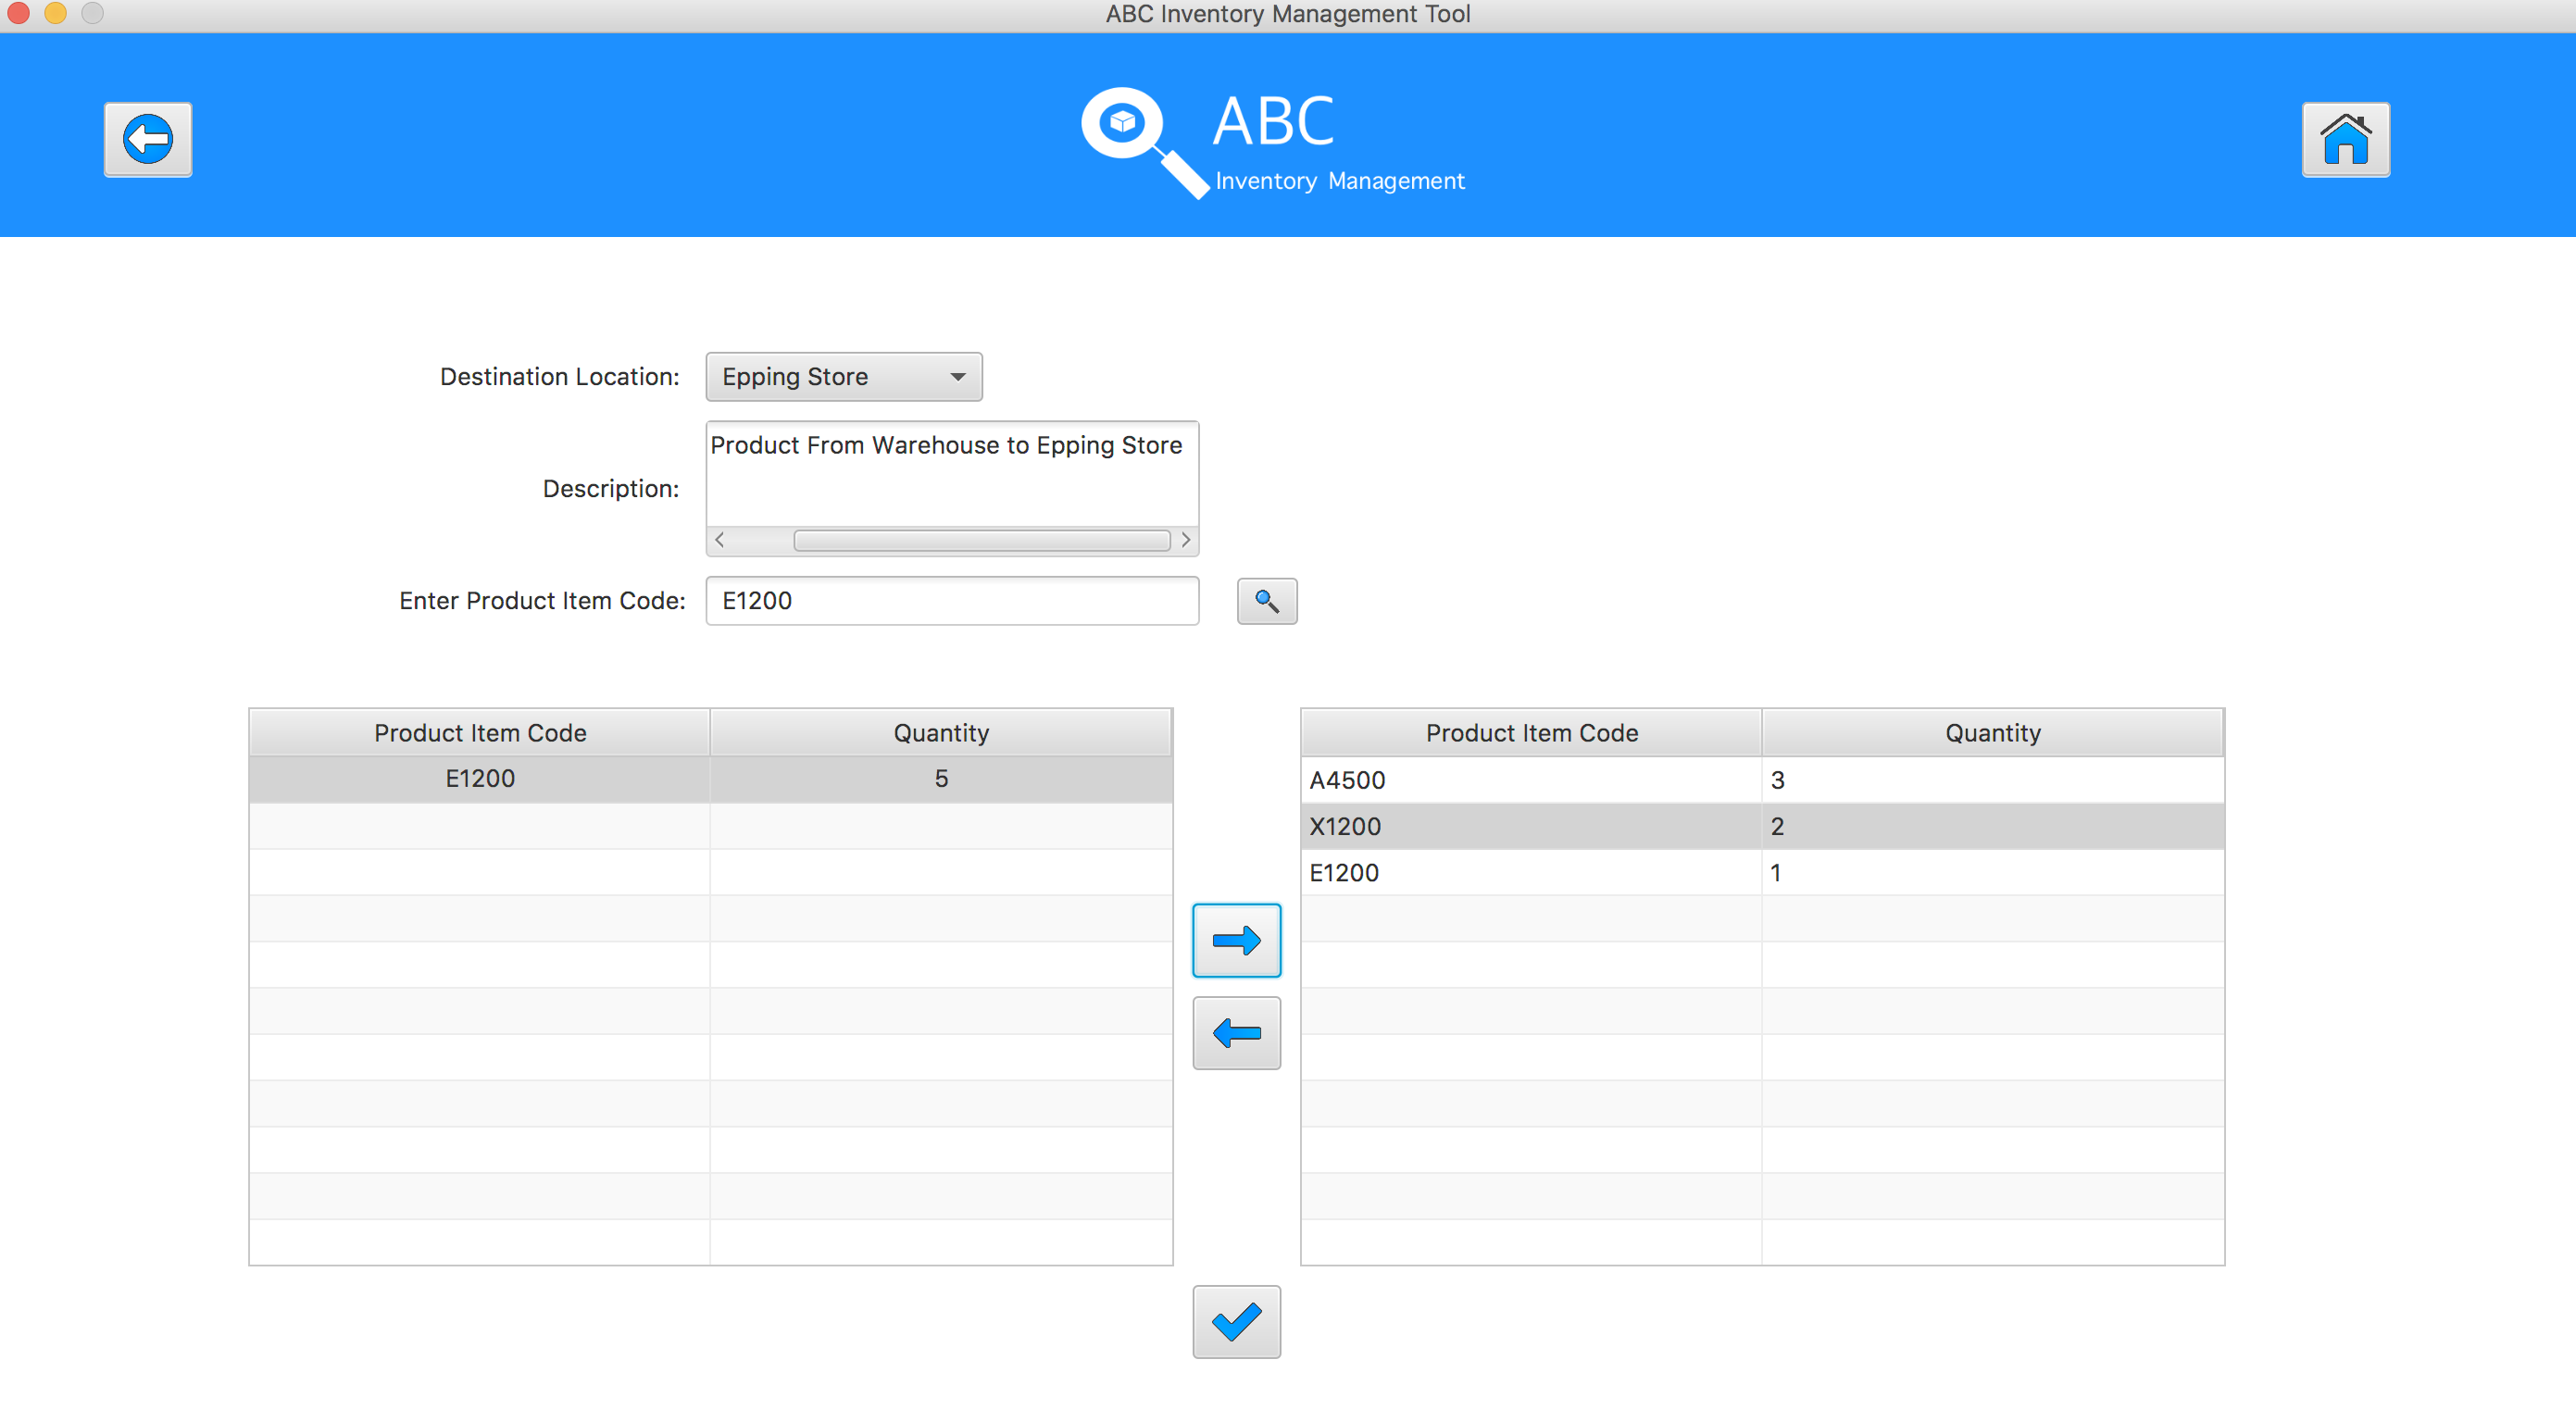 ABC Inventory Management Tool
ABC
Inventory Management
Destination Location: Epping Store
Product From Warehouse to Epping Store
Description:
Enter Product Item Code: E1200
Product Item Code Quantity
E1200 5
Product Item Code Quantity
A4500 3
X1200 2
E1200 1